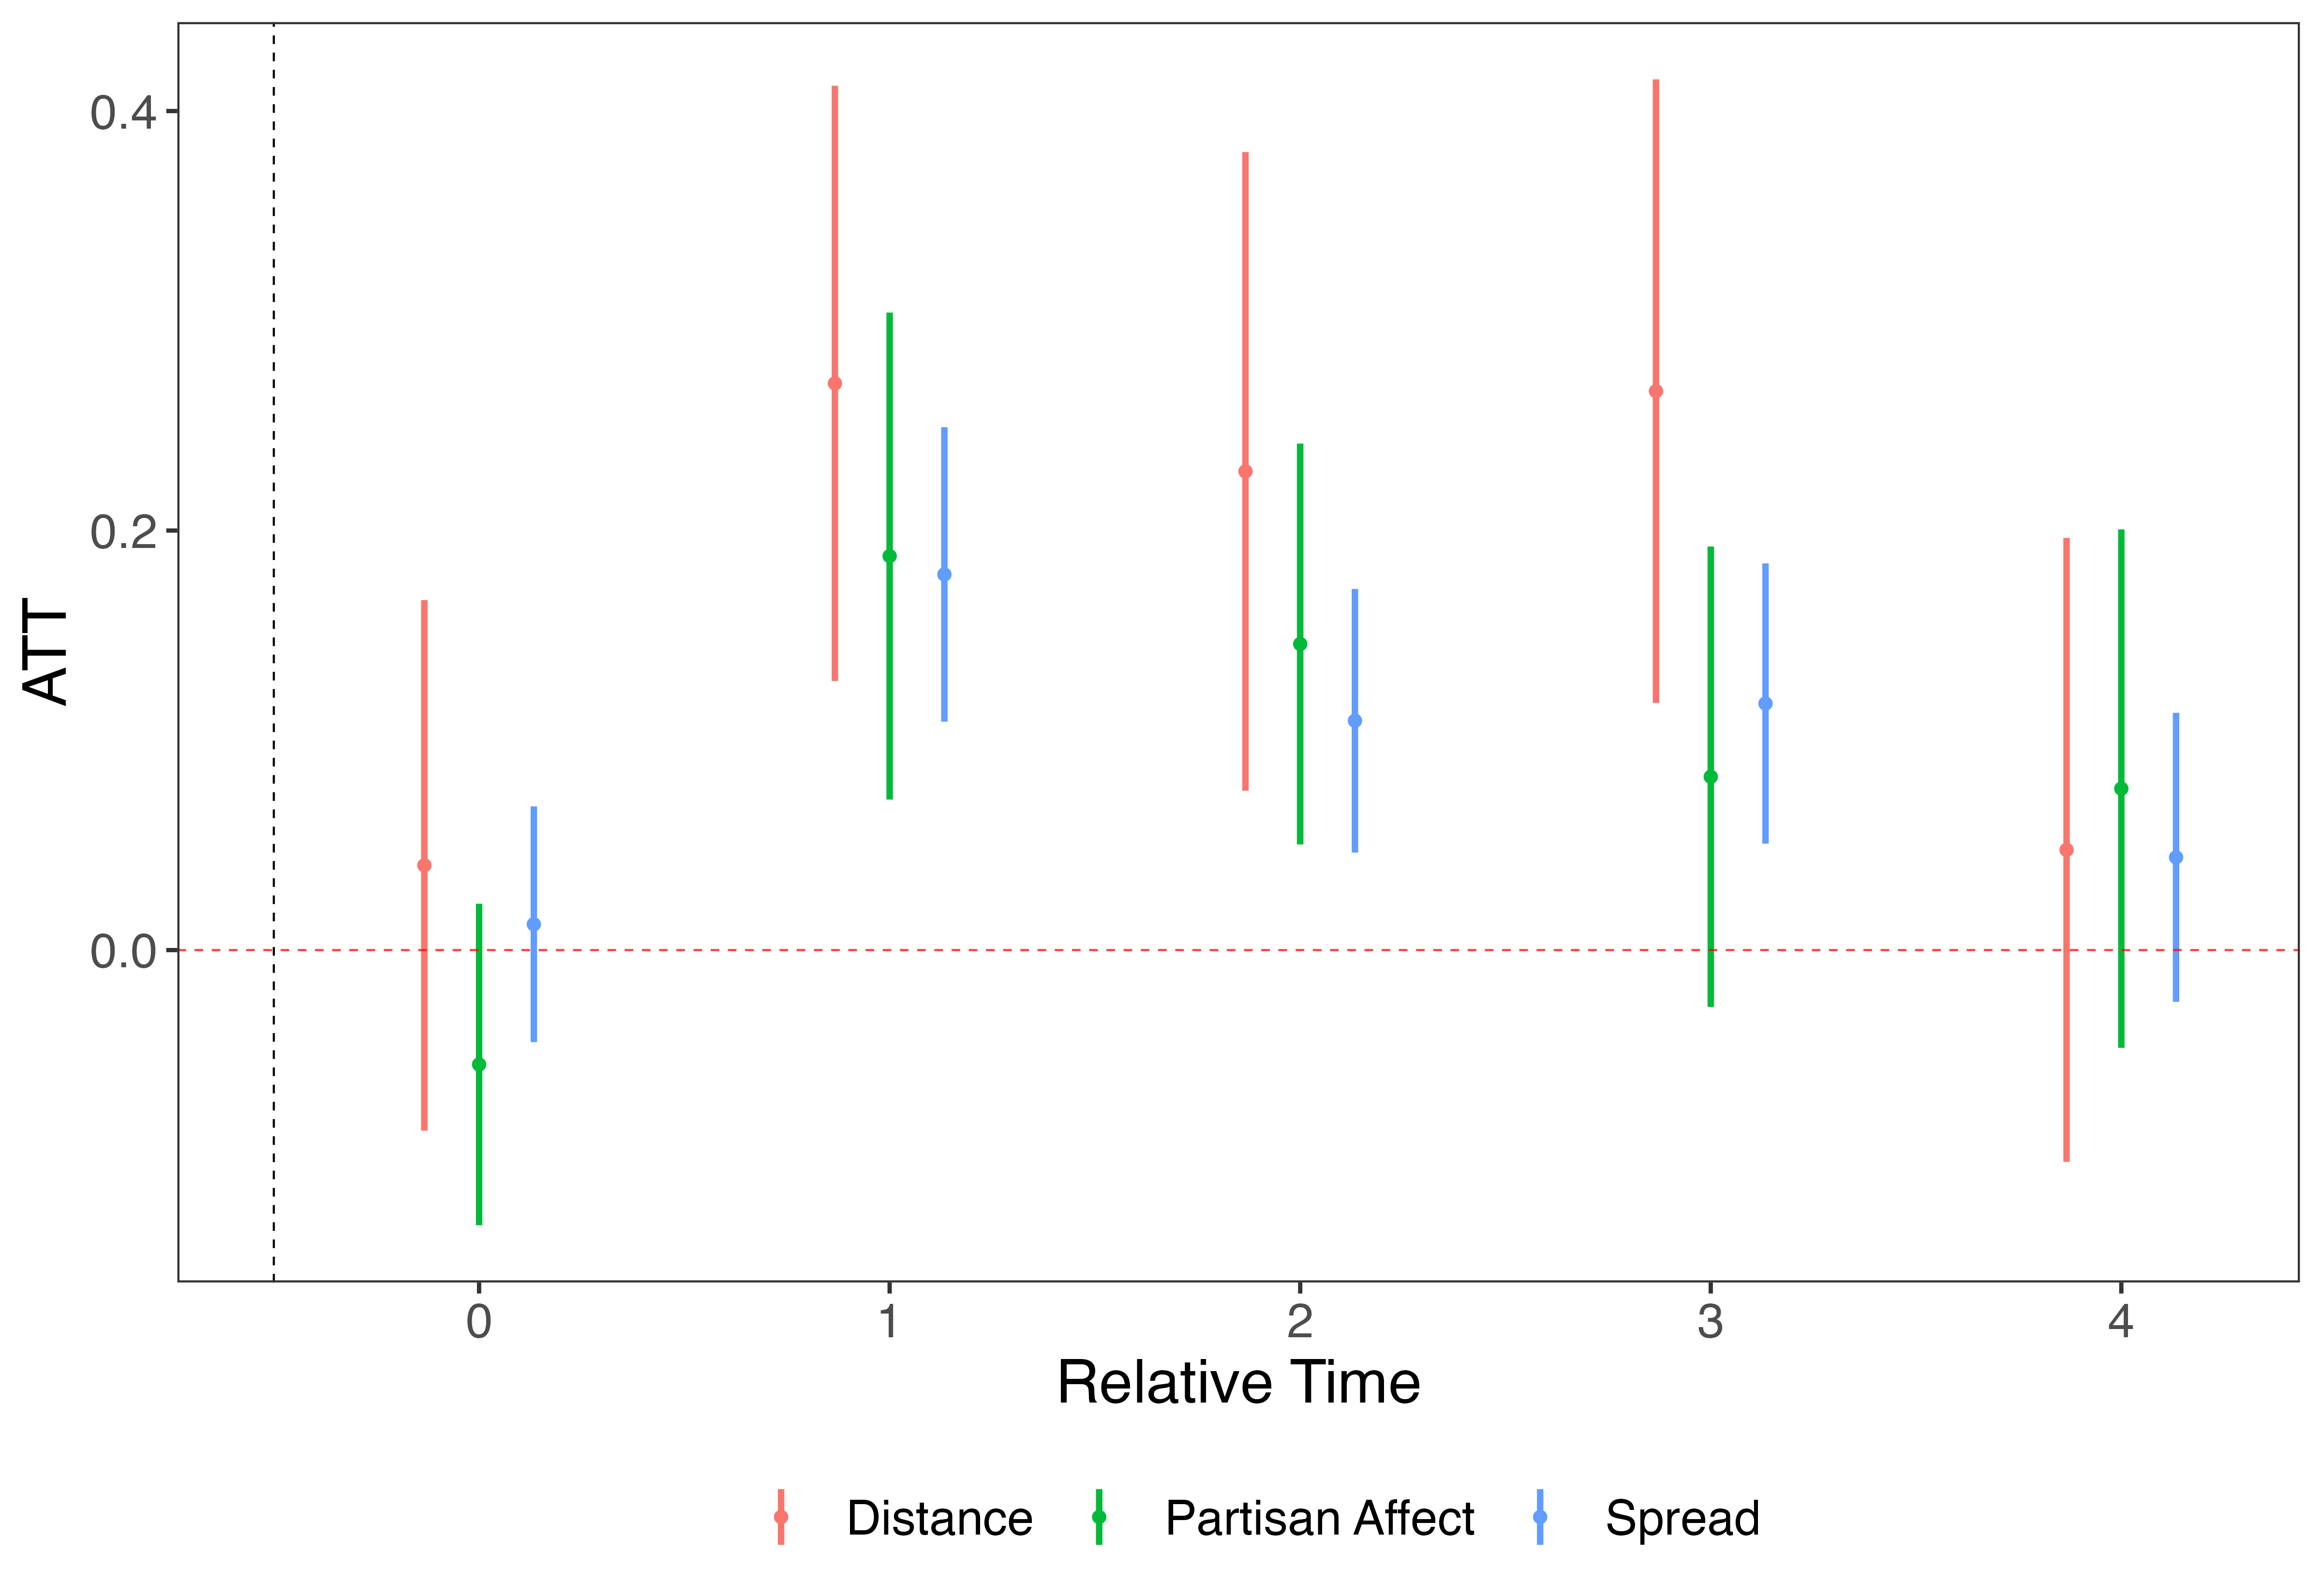 0.4
0.2
0.0
ATT
0 1 2 3 4
Relative Time
Distance Partisan Affect Spread